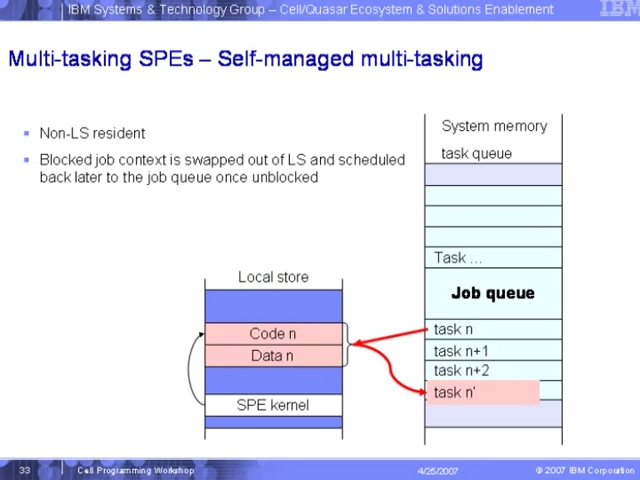 IBM Systems & Technology Group – Cell/Quasar Ecosystem & Solutions Enablement
IBM
Multi-tasking SPEs – Self-managed multi-tasking
Non-LS resident
Blocked job context is swapped out of LS and scheduled
back later to the job queue once unblocked
System memory
task queue
Task ...
Job queue
task n
task n+1
task n+2
task n'
Local store
Code n
Data n
SPE kernel
33
Cell Programming Workshop
4/25/2007
© 2007 IBM Corporation